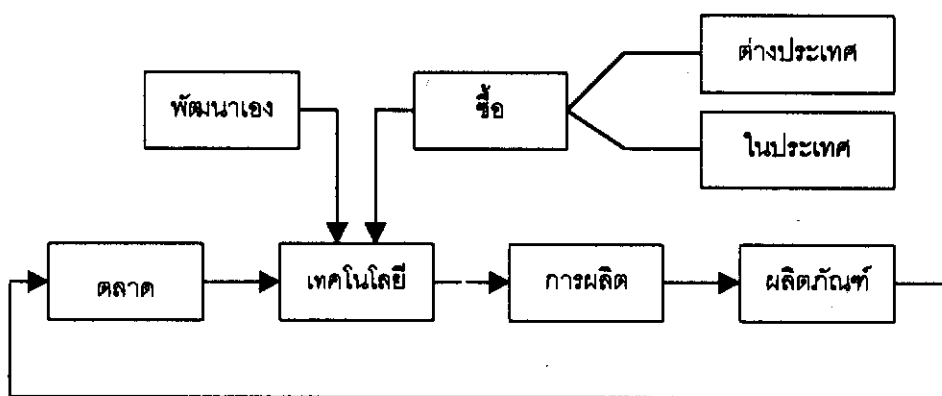 ต่างประเทศ
พัฒนาเอง
ซื้อ
ในประเทศ
ตลาด
เทคโนโลยี
การผลิต
ผลิตภัณฑ์